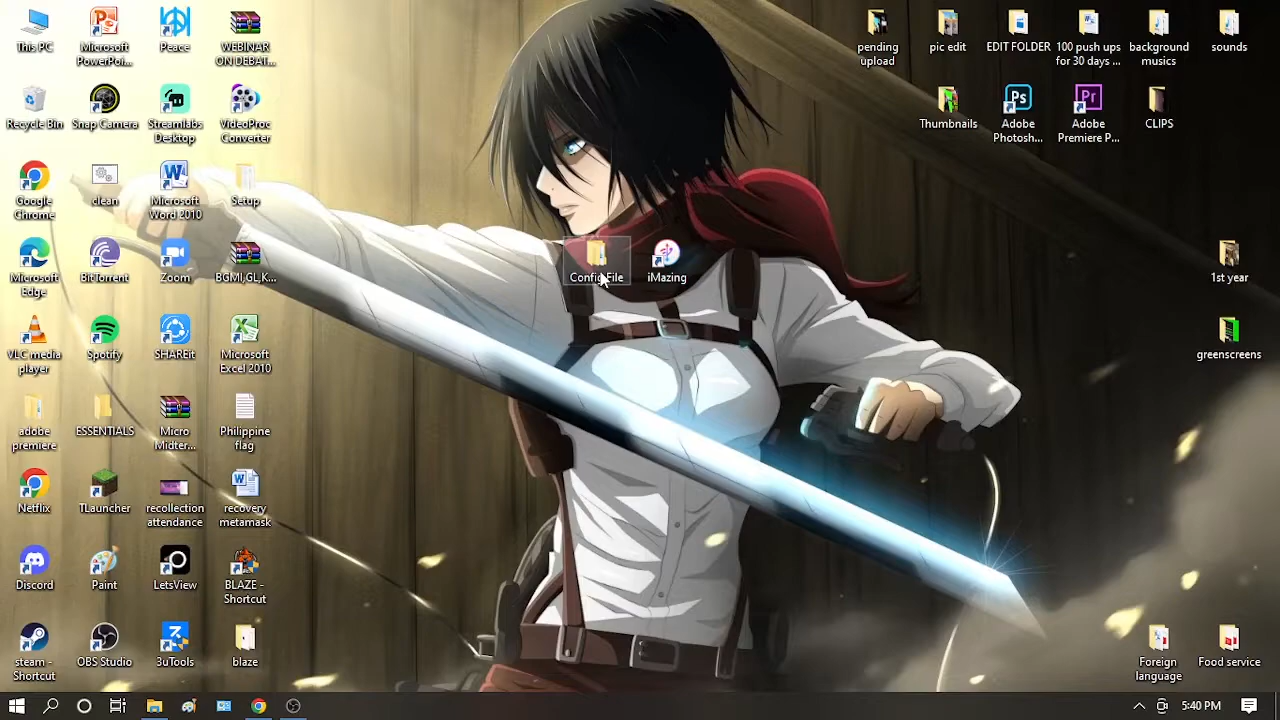 This PC
Microsoft
PowerPoi...
Peace
WEBINAR
ON DEBAT...
pending
upload
pic edit
EDIT FOLDER
100 push ups
for 30 days ...
background
musics
sounds
Recycle Bin
Snap Camera
Streamlabs
Desktop
VideoProc
Converter
Thumbnails
Ps
Adobe
Photosh...
Pr
Adobe
Premiere P...
CLIPS
Google
Chrome
clean
Microsoft
Word 2010
Setup
Microsoft
Edge
BitTorrent
Zoom
BGMI,GL,K...
Config File
iMazing
1st year
VLC media
player
Spotify
SHAREit
Microsoft
Excel 2010
greenscreens
adobe
premiere
ESSENTIALS
Micro
Midter...
Philippine
flag
Netflix
TLauncher
recollection
attendance
recovery
metamask
Discord
Paint
LetsView
BLAZE -
Shortcut
steam -
Shortcut
OBS Studio
3uTools
blaze
Foreign
language
Food service
5:40 PM